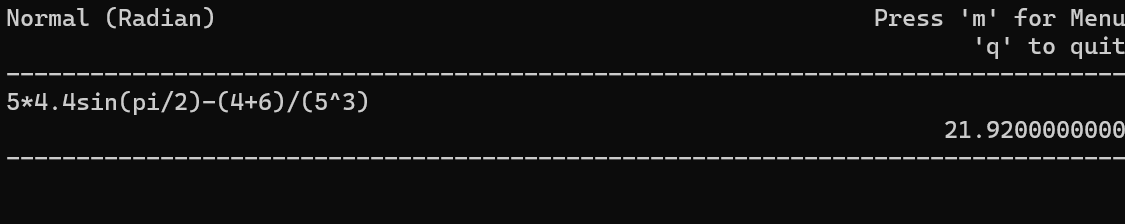 Normal (Radian) Press 'm' for Menu
'q' to quit
--------------------------------------------------------------------------------
5*4.4sin(pi/2)-(4+6)/(5^3)
21.9200000000
--------------------------------------------------------------------------------